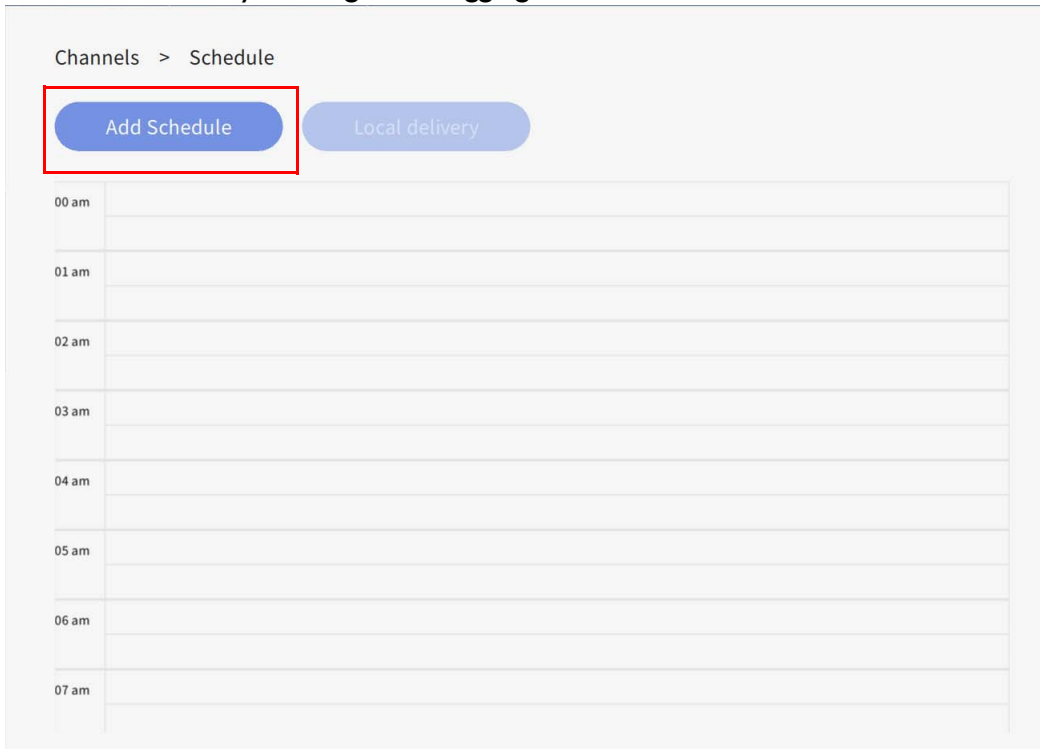 Channels > Schedule
Add Schedule
Local delivery
00 am
01 am
02 am
03 am
04 am
05 am
06 am
07 am